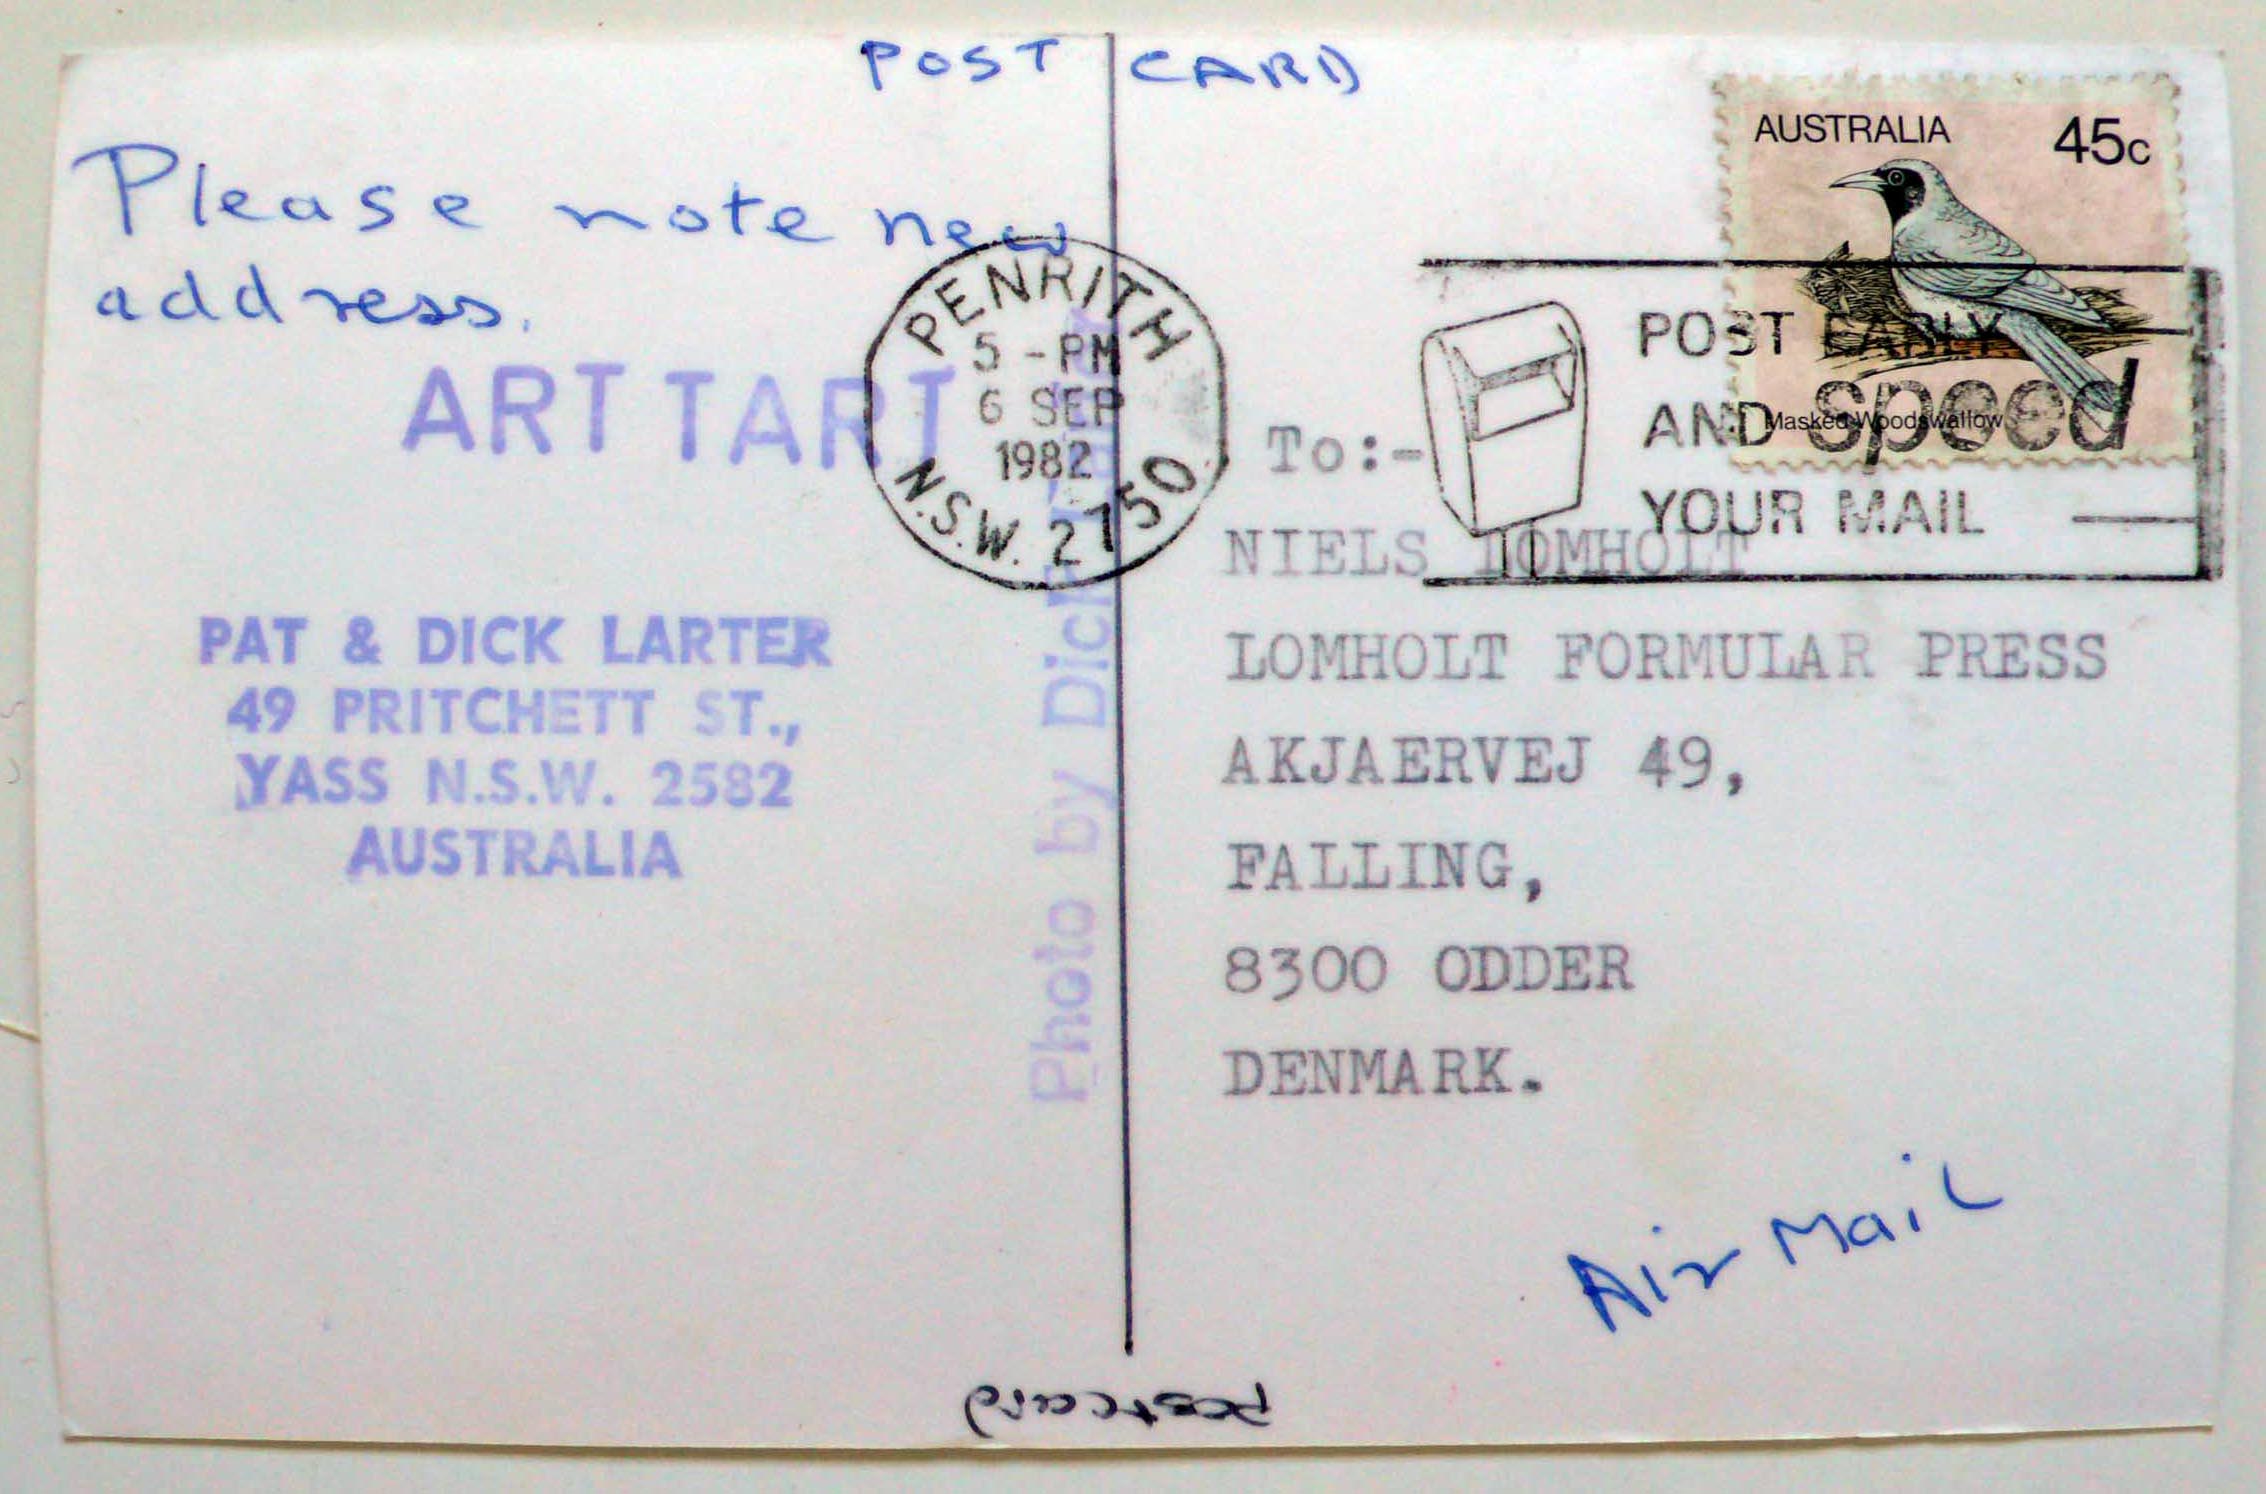 POST CARD
Please note new
address.
ART TART
PAT & DICK LARTER
49 PRITCHETT ST.,
YASS N.S.W. 2582
AUSTRALIA
Photo by Dick Larter
PENRITH
5 - PM
6 SEP
1982
N.S.W. 2750
AUSTRALIA 45c
Masked Woodswallow
POST EARLY
AND speed
YOUR MAIL
To:-
NIELS LOMHOLT
LOMHOLT FORMULAR PRESS
AKJAERVEJ 49,
FALLING,
8300 ODDER
DENMARK.
Air Mail
postcard